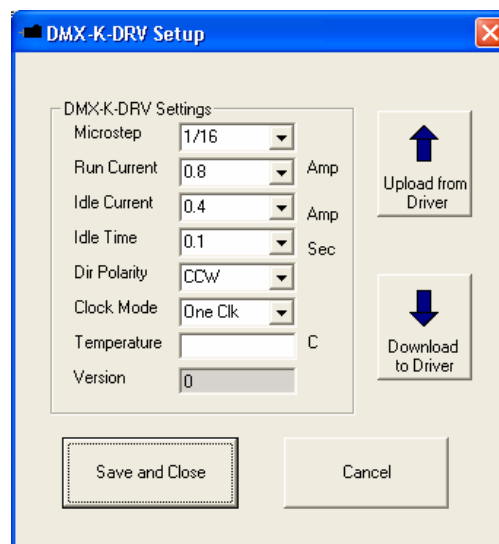 DMX-K-DRV Setup
DMX-K-DRV Settings
Microstep 1/16
Run Current 0.8 Amp
Idle Current 0.4 Amp
Idle Time 0.1 Sec
Dir Polarity CCW
Clock Mode One Clk
Temperature C
Version 0
Upload from
Driver
Download
to Driver
Save and Close
Cancel